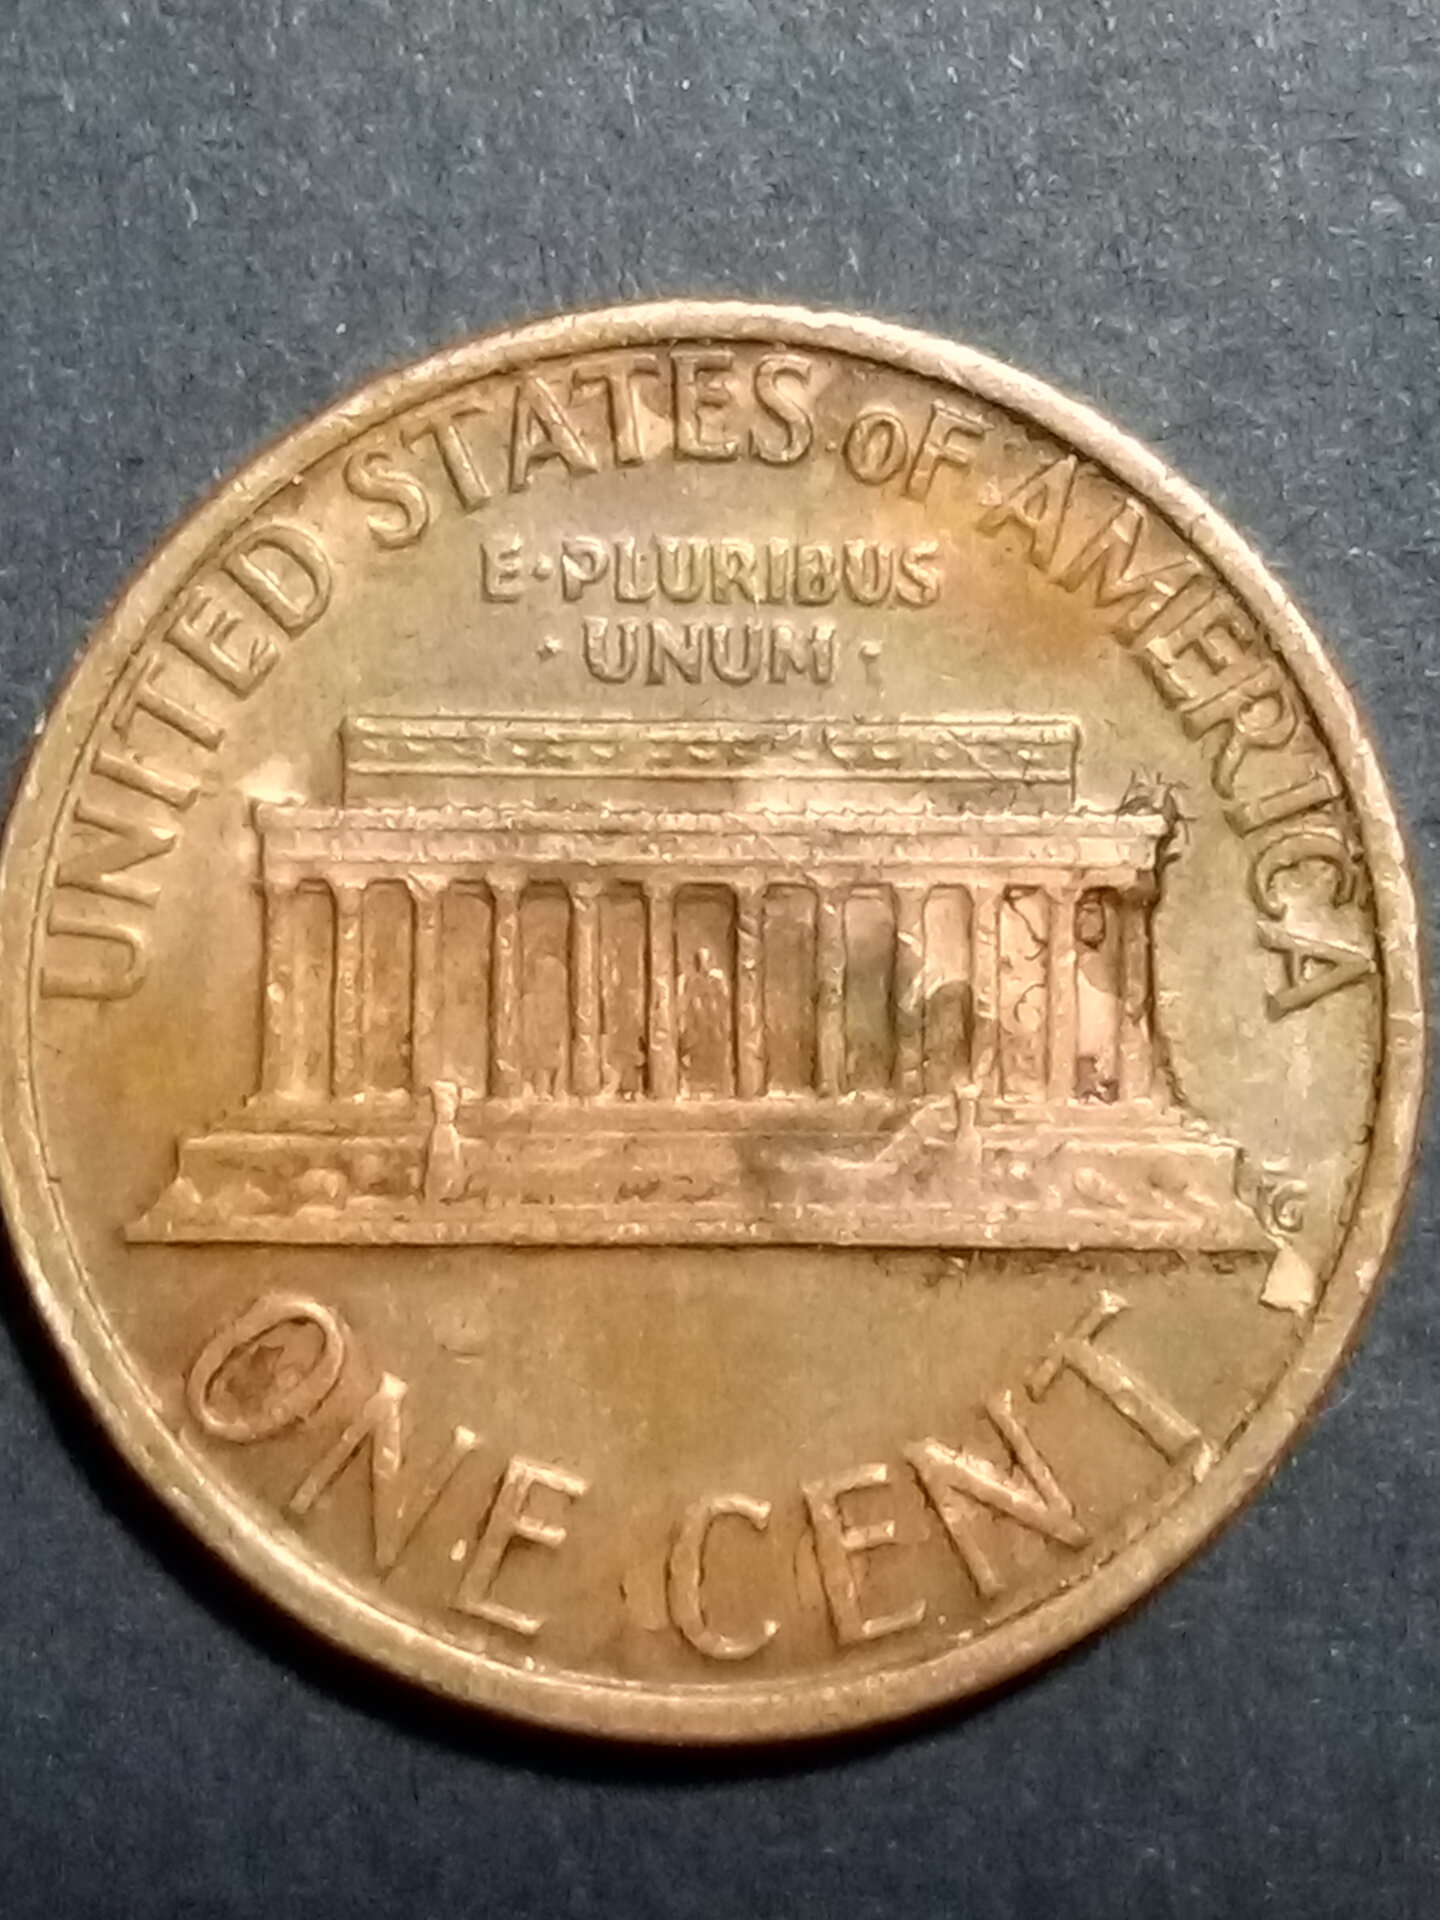 UNITED STATES OF AMERICA
E·PLURIBUS
·UNUM·
ONE CENT